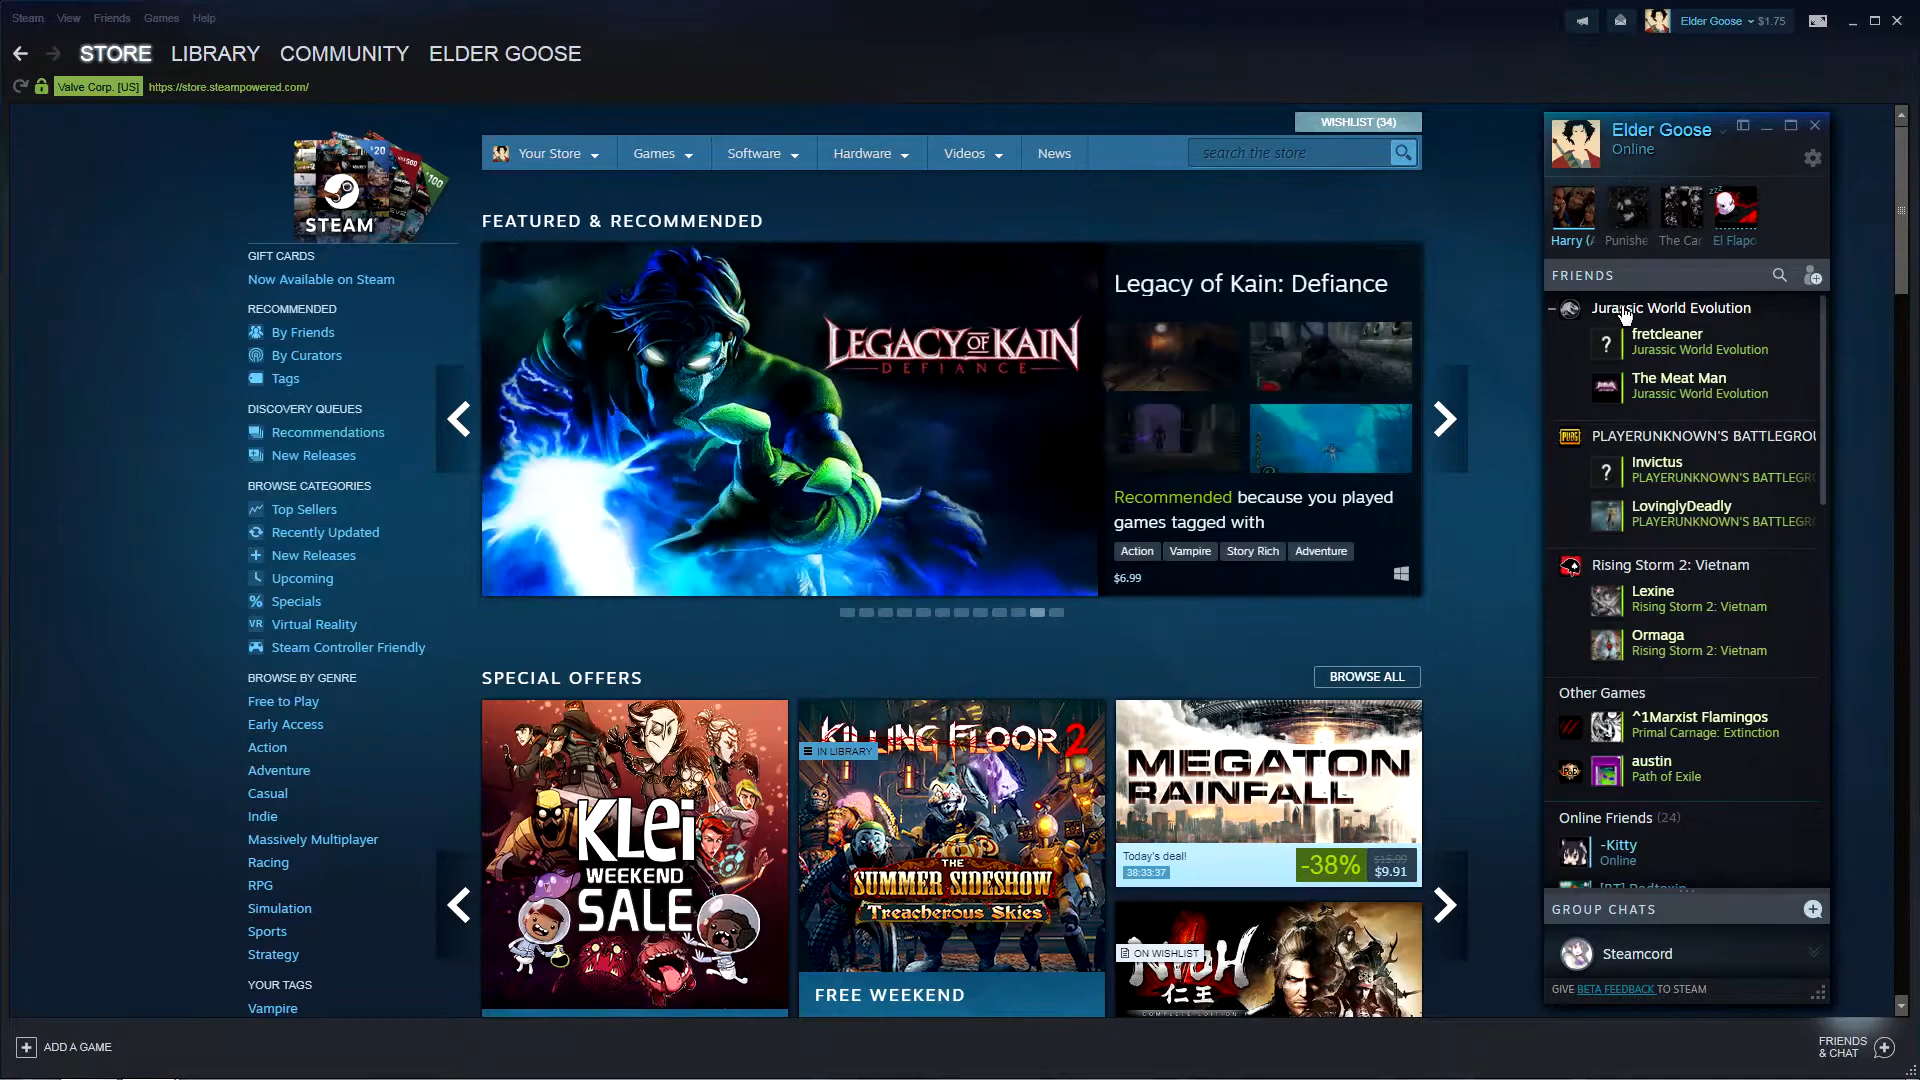 Steam View Friends Games Help
Elder Goose $1.75
STORE LIBRARY COMMUNITY ELDER GOOSE
Valve Corp. [US] https://store.steampowered.com/
$20
$500
$100
STEAM
GIFT CARDS
Now Available on Steam
RECOMMENDED
By Friends
By Curators
Tags
DISCOVERY QUEUES
Recommendations
New Releases
BROWSE CATEGORIES
Top Sellers
Recently Updated
New Releases
Upcoming
Specials
VR Virtual Reality
Steam Controller Friendly
BROWSE BY GENRE
Free to Play
Early Access
Action
Adventure
Casual
Indie
Massively Multiplayer
Racing
RPG
Simulation
Sports
Strategy
YOUR TAGS
Vampire
WISHLIST (34)
Your Store Games Software Hardware Videos News search the store
FEATURED & RECOMMENDED
LEGACY OF KAIN
DEFIANCE
Legacy of Kain: Defiance
Recommended because you played
games tagged with
Action Vampire Story Rich Adventure
$6.99
SPECIAL OFFERS
BROWSE ALL
KLEI
WEEKEND
SALE
KILLING FLOOR 2
IN LIBRARY
THE
SUMMER SIDESHOW
Treacherous Skies
FREE WEEKEND
MEGATON
RAINFALL
Today's deal!
38:33:37
-38%
$15.99
$9.91
ON WISHLIST
NIOH
仁王
COMPLETE EDITION
Elder Goose
Online
zzZ
Harry (A Punishe The Car El Flapo
FRIENDS
Jurassic World Evolution
? fretcleaner
Jurassic World Evolution
The Meat Man
Jurassic World Evolution
PUBG PLAYERUNKNOWN'S BATTLEGROU
? Invictus
PLAYERUNKNOWN'S BATTLEGR
LovinglyDeadly
PLAYERUNKNOWN'S BATTLEGR
Rising Storm 2: Vietnam
Lexine
Rising Storm 2: Vietnam
Ormaga
Rising Storm 2: Vietnam
Other Games
^1Marxist Flamingos
Primal Carnage: Extinction
austin
Path of Exile
Online Friends (24)
-Kitty
Online
GROUP CHATS
Steamcord
GIVE BETA FEEDBACK TO STEAM
ADD A GAME
FRIENDS
& CHAT